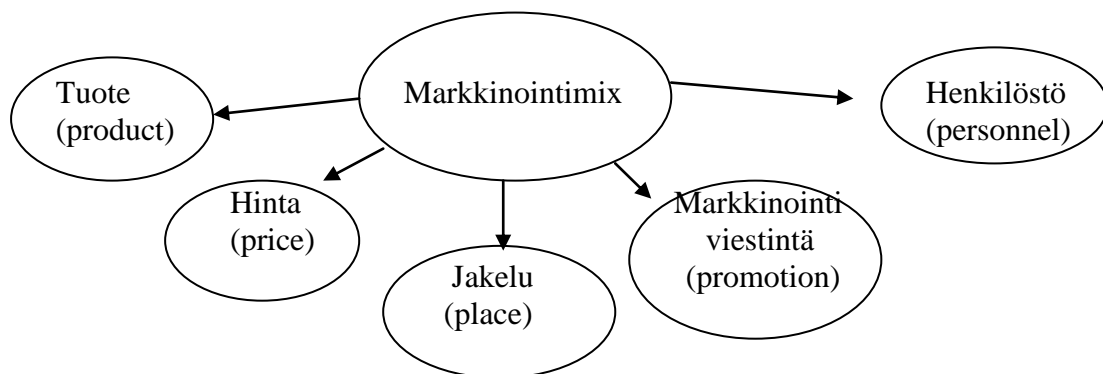 Markkinointimix
Tuote
(product)
Hinta
(price)
Jakelu
(place)
Markkinointi
viestintä
(promotion)
Henkilöstö
(personnel)